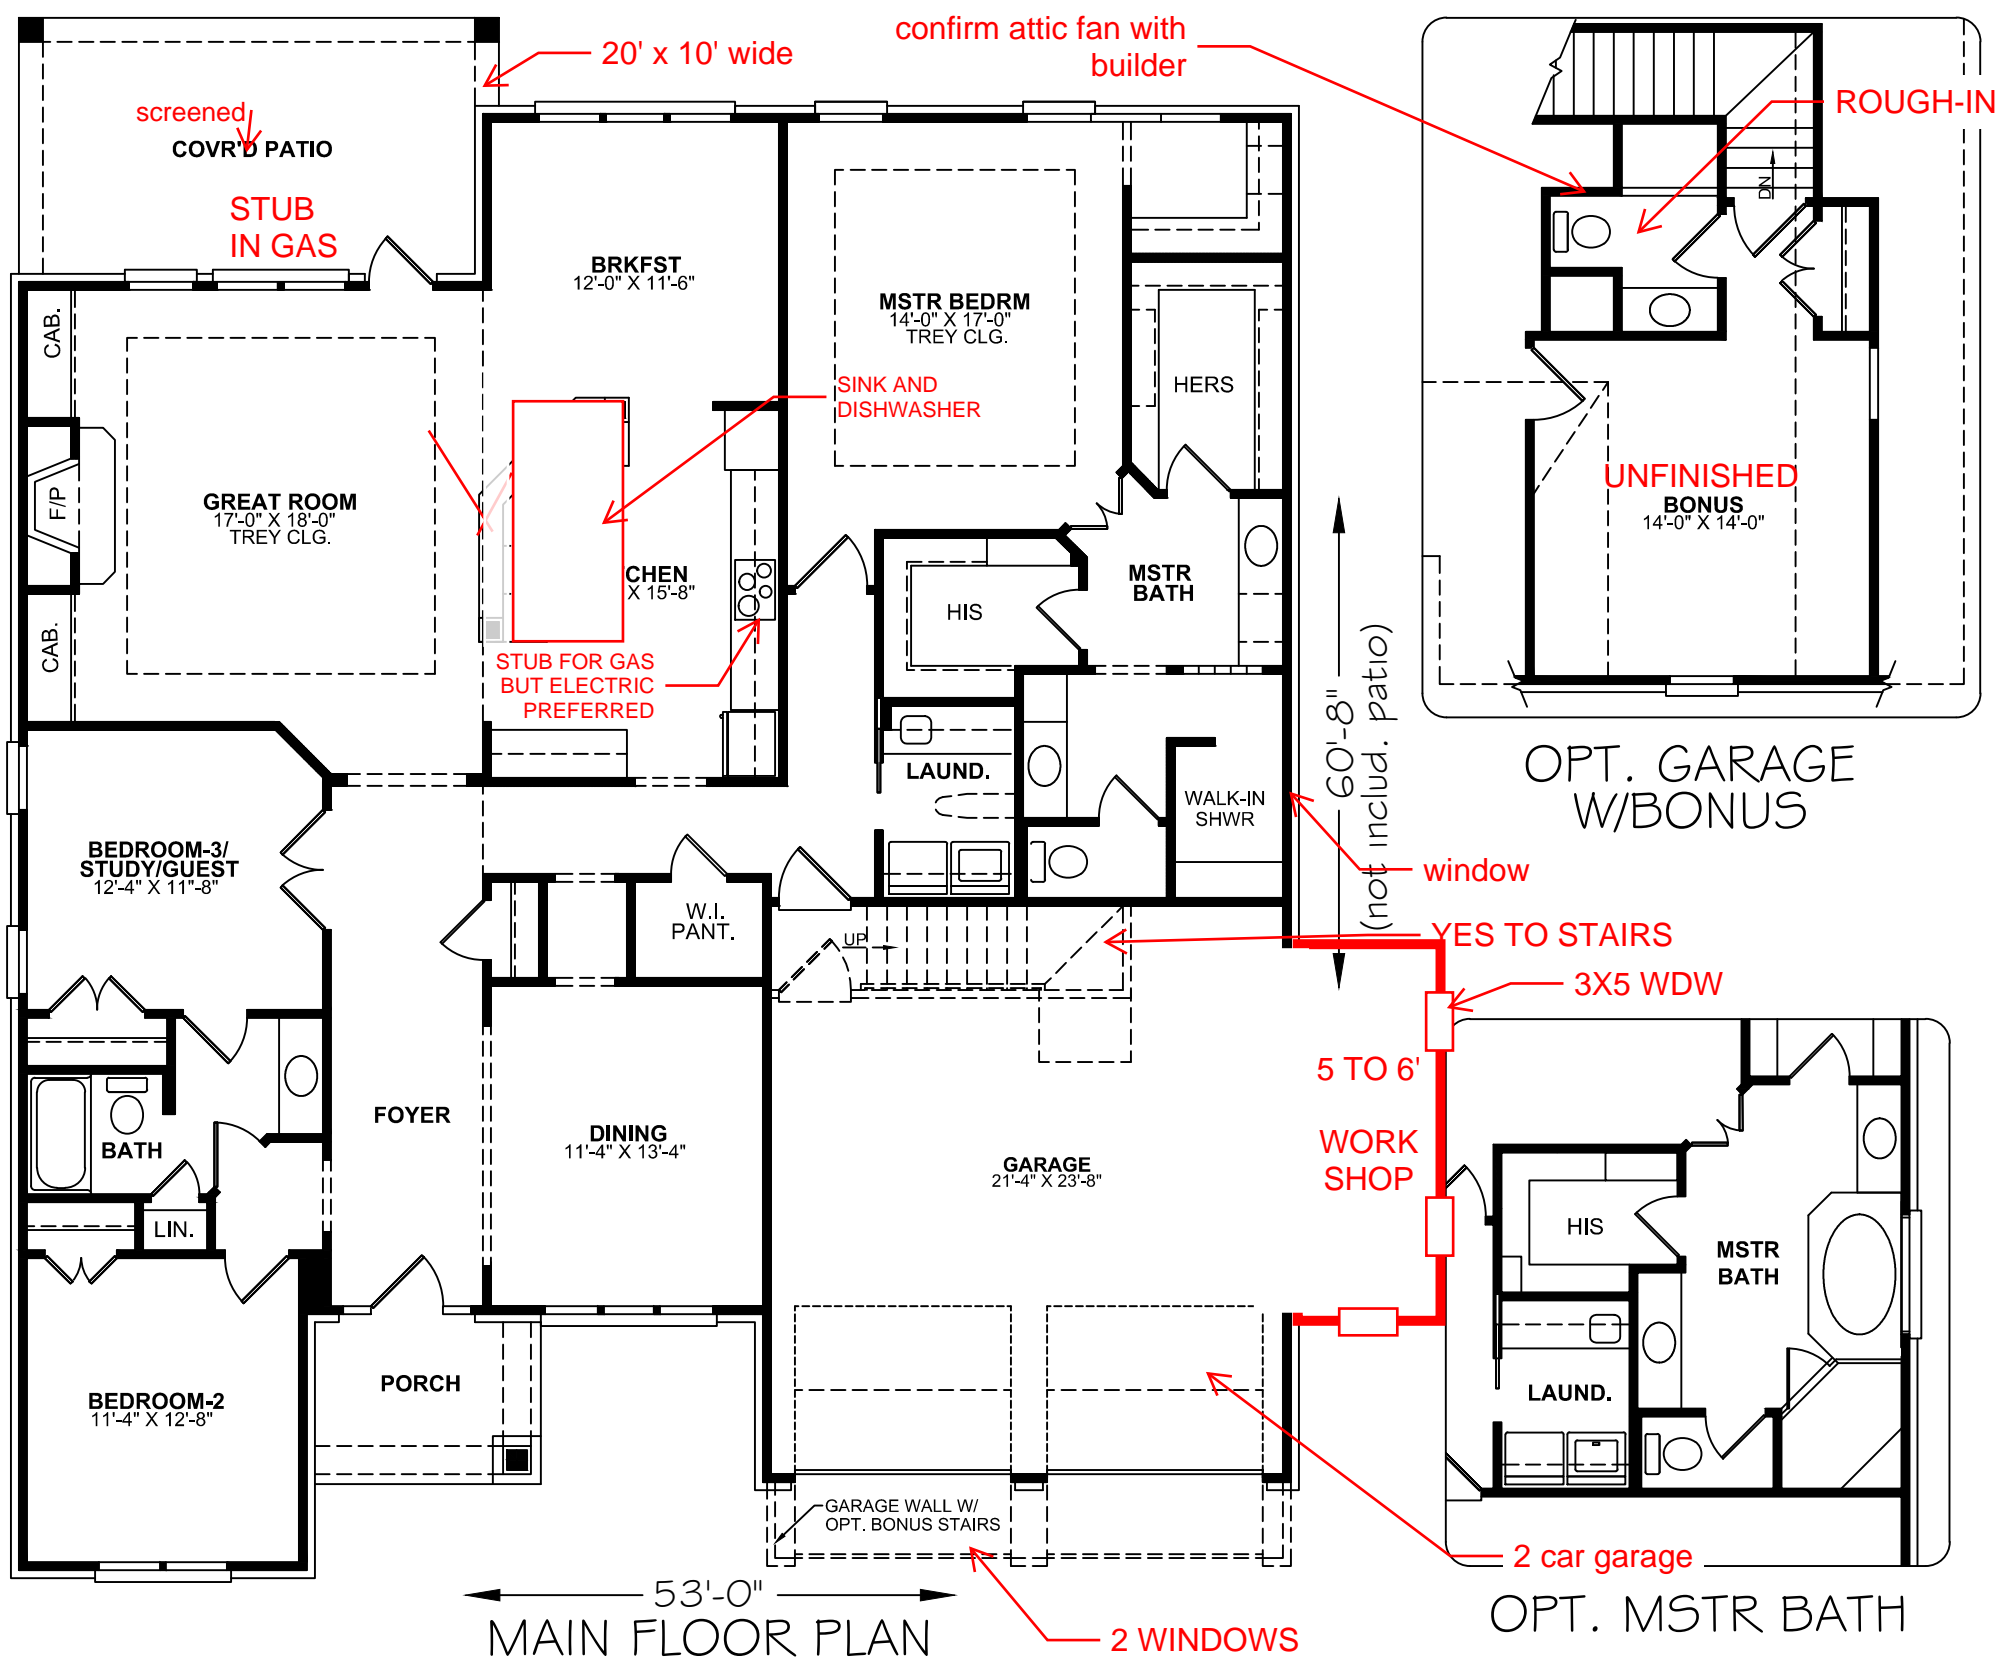 20' x 10' wide
confirm attic fan with
builder
ROUGH-IN
screened
COVR'D PATIO
STUB
IN GAS
DN
BRKFST
12'-0" X 11'-6"
MSTR BEDRM
14'-0" X 17'-0"
TREY CLG.
CAB.
HERS
SINK AND
DISHWASHER
F/P
GREAT ROOM
17'-0" X 18'-0"
TREY CLG.
UNFINISHED
BONUS
14'-0" X 14'-0"
CHEN
X 15'-8"
MSTR
BATH
HIS
CAB.
STUB FOR GAS
BUT ELECTRIC
PREFERRED
60'-8"
(not includ. patio)
OPT. GARAGE
W/BONUS
LAUND.
WALK-IN
SHWR
BEDROOM-3/
STUDY/GUEST
12'-4" X 11"-8"
window
W.I.
PANT.
UP
YES TO STAIRS
3X5 WDW
5 TO 6'
WORK
SHOP
FOYER
DINING
11'-4" X 13'-4"
BATH
GARAGE
21'-4" X 23'-8"
LIN.
HIS
MSTR
BATH
PORCH
BEDROOM-2
11'-4" X 12'-8"
LAUND.
GARAGE WALL W/
OPT. BONUS STAIRS
2 car garage
53'-0"
MAIN FLOOR PLAN
2 WINDOWS
OPT. MSTR BATH